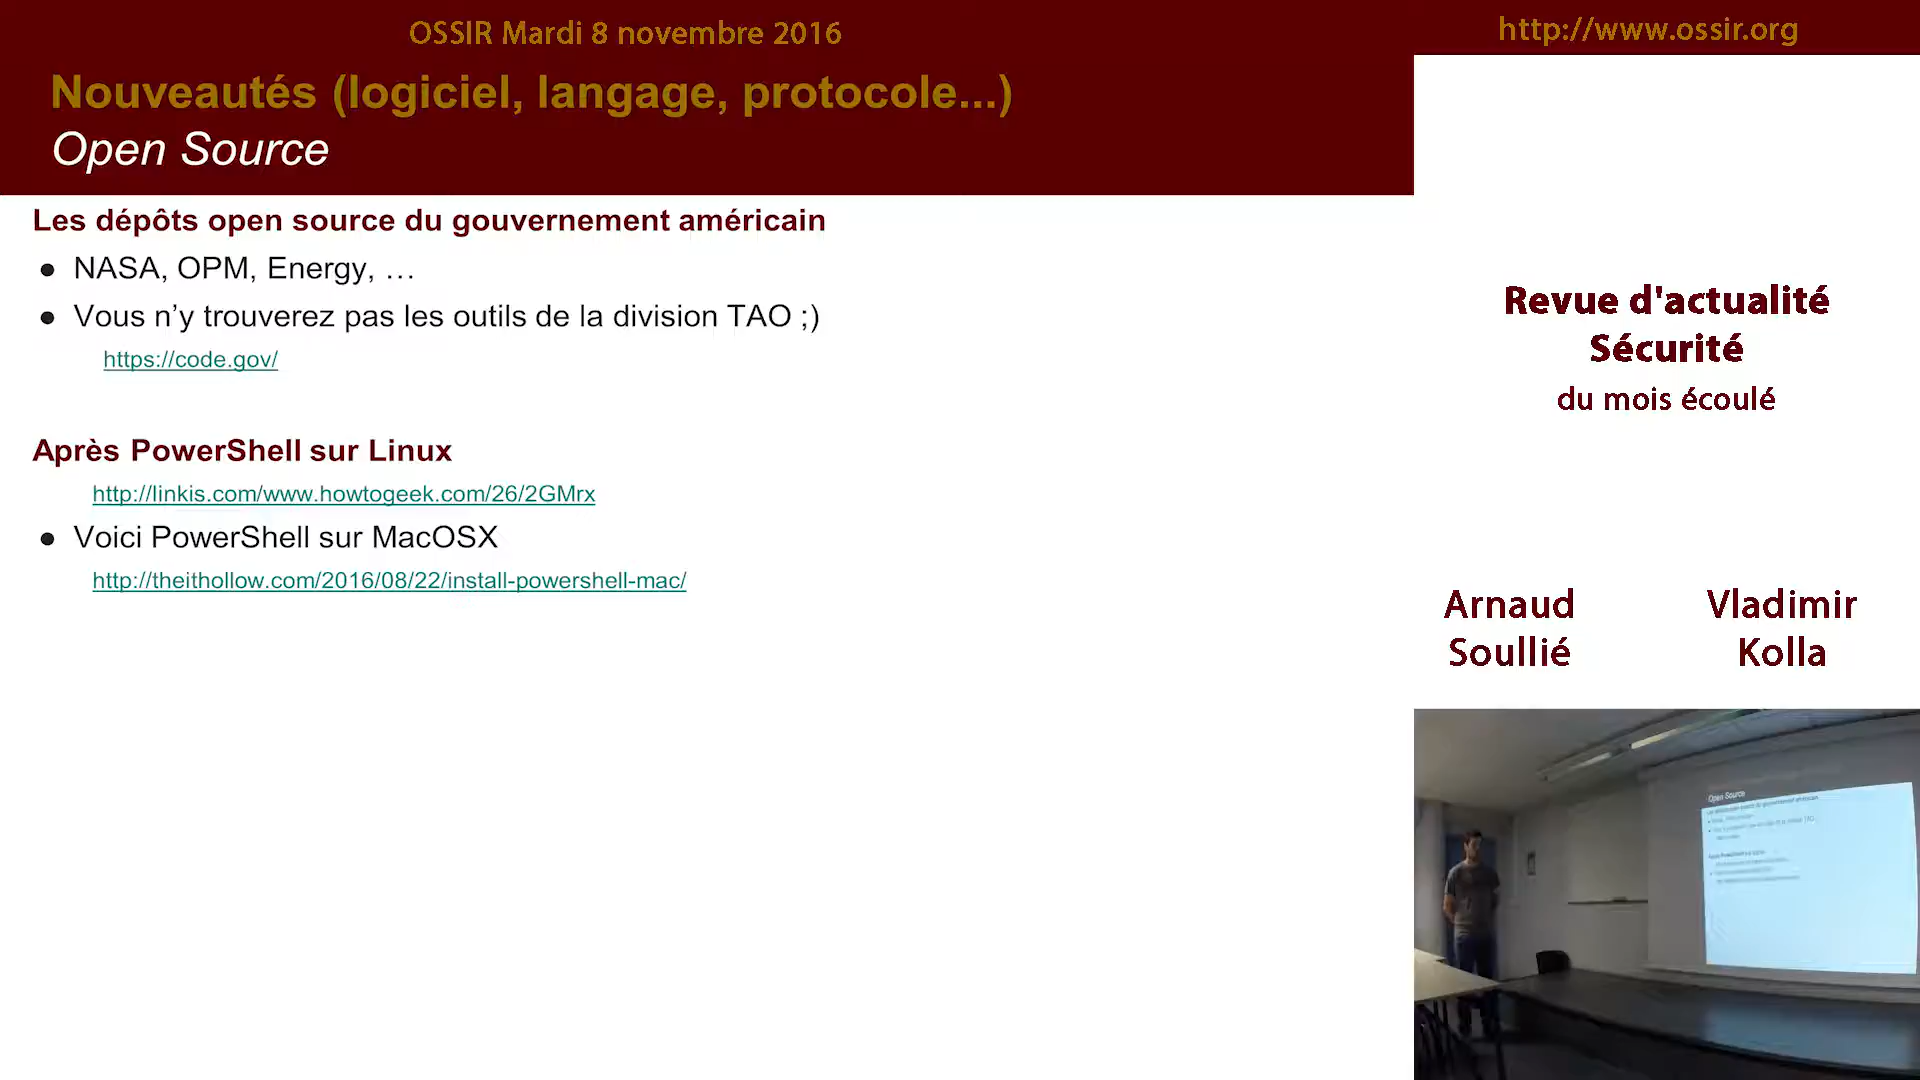 OSSIR Mardi 8 novembre 2016
http://www.ossir.org
Nouveautés (logiciel, langage, protocole...)
Open Source
Les dépôts open source du gouvernement américain
● NASA, OPM, Energy, …
● Vous n’y trouverez pas les outils de la division TAO ;)
https://code.gov/
Après PowerShell sur Linux
http://linkis.com/www.howtogeek.com/26/2GMrx
● Voici PowerShell sur MacOSX
http://theithollow.com/2016/08/22/install-powershell-mac/
Revue d'actualité
Sécurité
du mois écoulé
Arnaud
Soullié
Vladimir
Kolla
Open Source